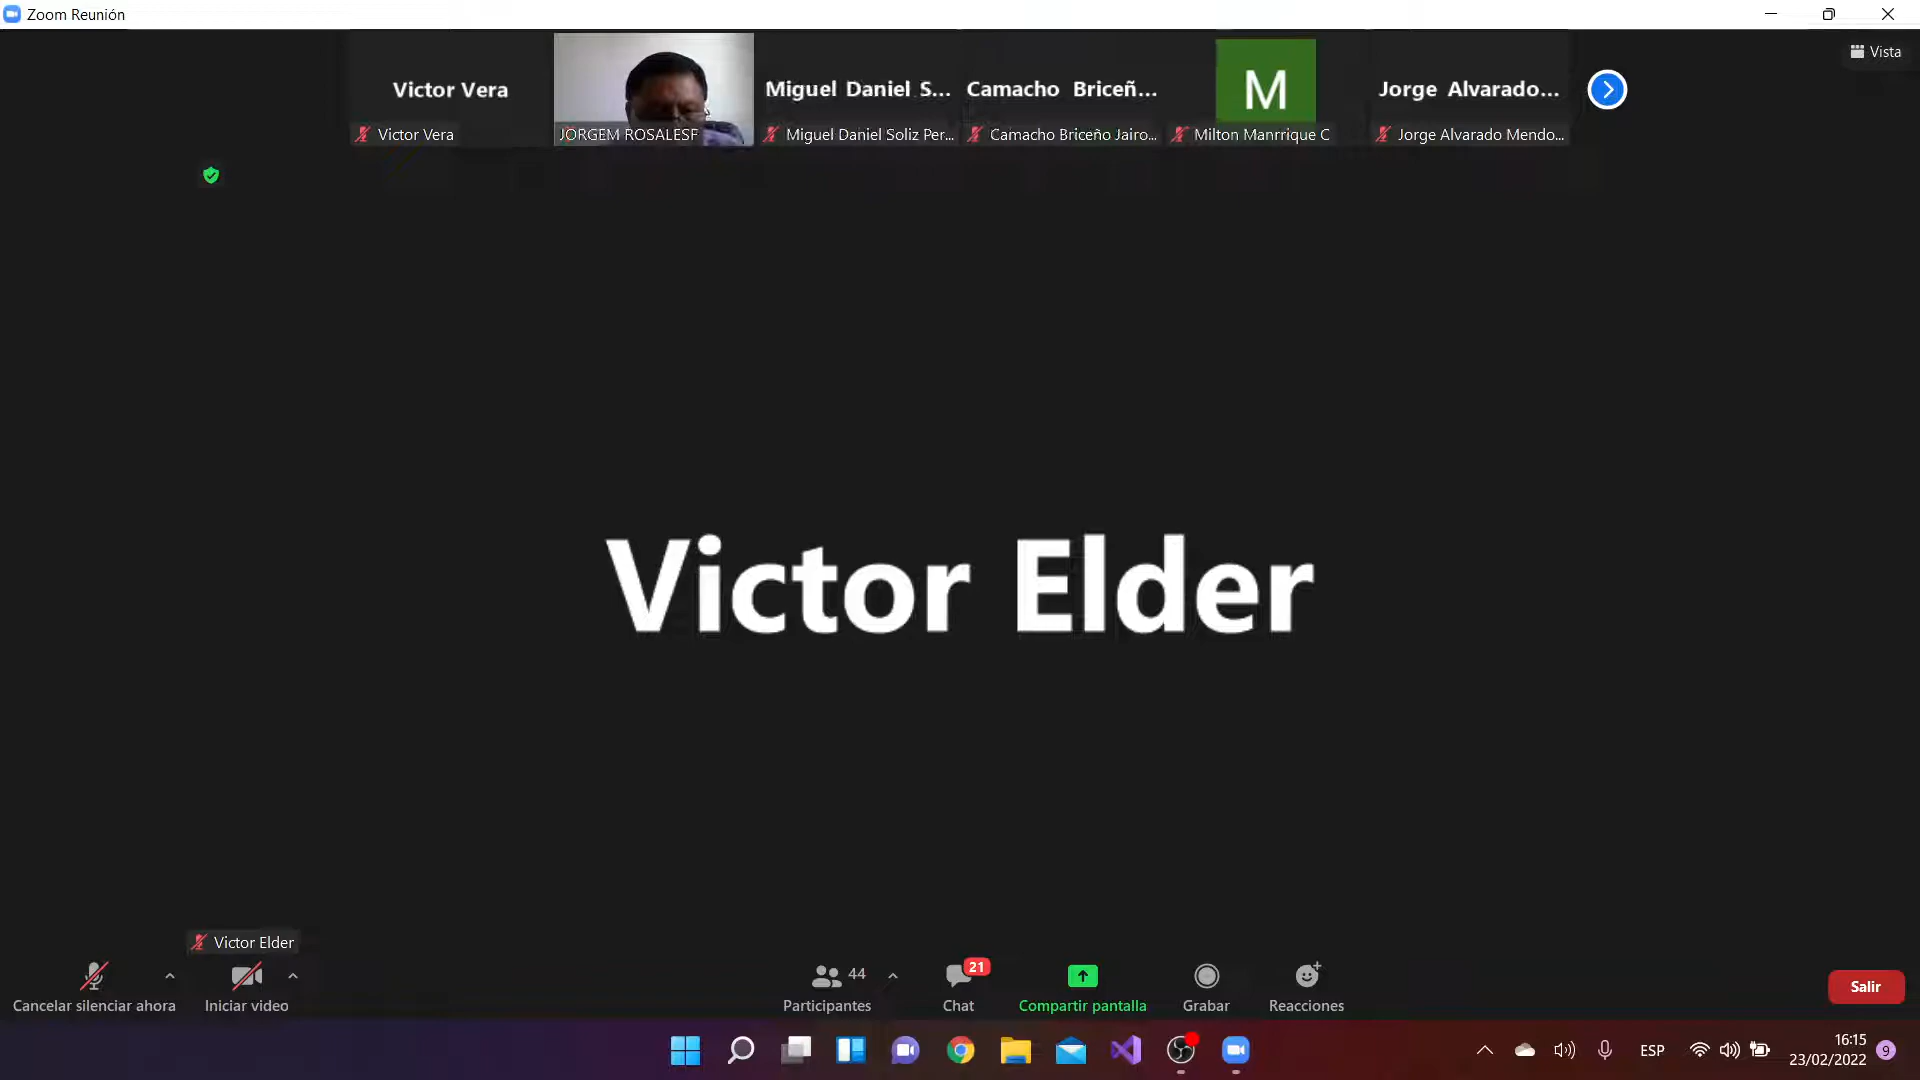 Zoom Reunión
Vista
Victor Vera
Victor Vera
JORGEM ROSALESF
Miguel Daniel S...
Miguel Daniel Soliz Per...
Camacho Briceñ...
Camacho Briceño Jairo...
M
Milton Manrrique C
Jorge Alvarado...
Jorge Alvarado Mendo...
Victor Elder
Victor Elder
Cancelar silenciar ahora
Iniciar video
44
Participantes
21
Chat
Compartir pantalla
Grabar
Reacciones
Salir
ESP
16:15
23/02/2022
9